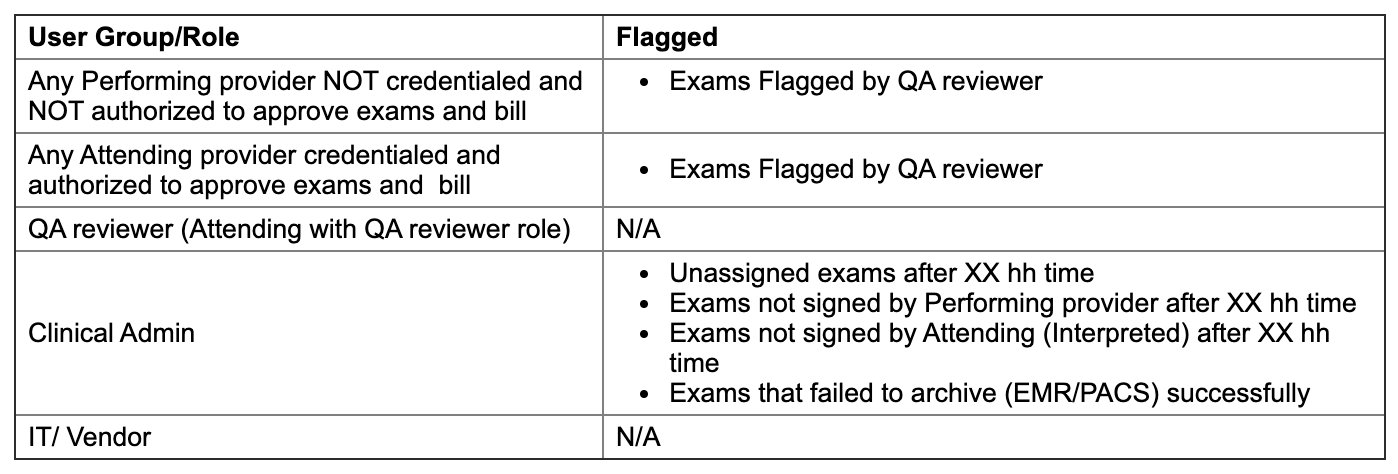 User Group/Role
Flagged
Any Performing provider NOT credentialed and
NOT authorized to approve exams and bill
• Exams Flagged by QA reviewer
Any Attending provider credentialed and
authorized to approve exams and  bill
• Exams Flagged by QA reviewer
QA reviewer (Attending with QA reviewer role)
N/A
Clinical Admin
• Unassigned exams after XX hh time
• Exams not signed by Performing provider after XX hh time
• Exams not signed by Attending (Interpreted) after XX hh
time
• Exams that failed to archive (EMR/PACS) successfully
IT/ Vendor
N/A